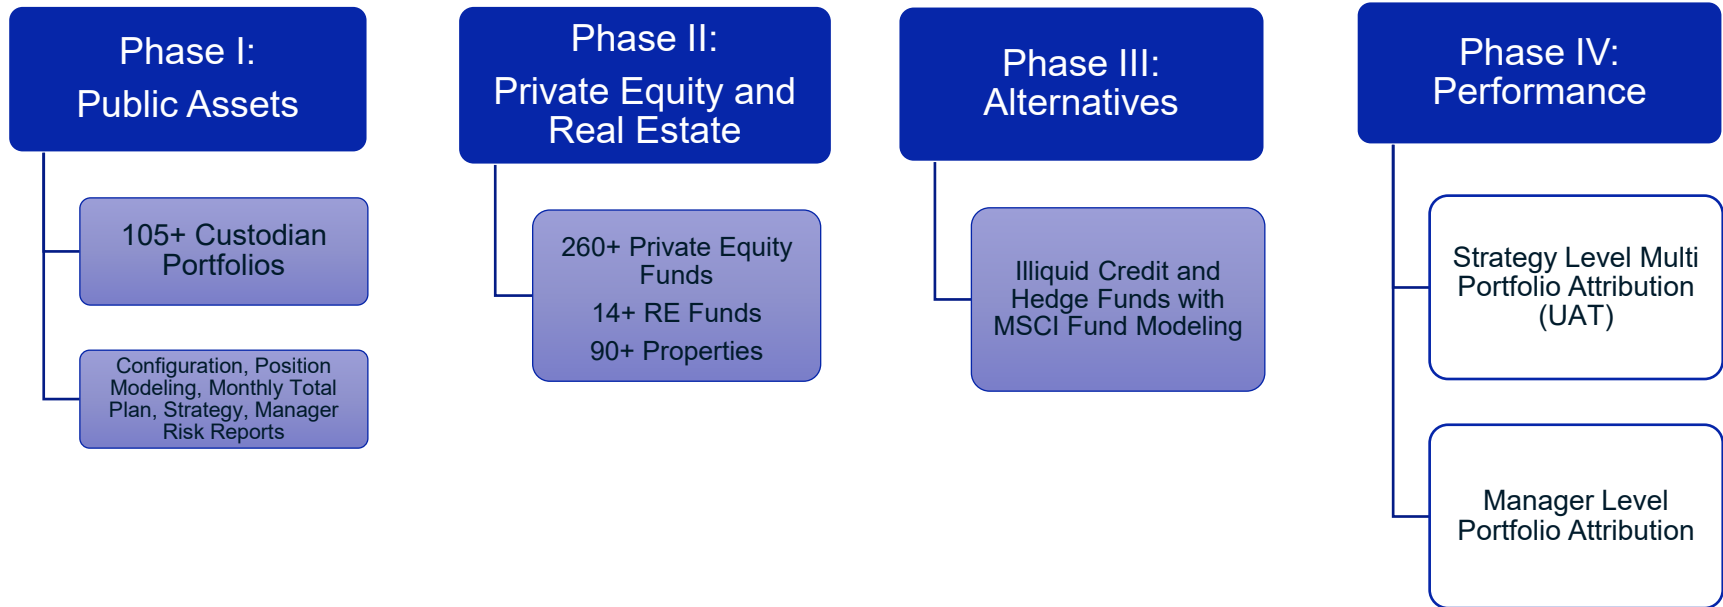 Phase I:
Public Assets
105+ Custodian
Portfolios
Configuration, Position
Modeling, Monthly Total
Plan, Strategy, Manager
Risk Reports
Phase II:
Private Equity and
Real Estate
260+ Private Equity
Funds
14+ RE Funds
90+ Properties
Phase III:
Alternatives
Illiquid Credit and
Hedge Funds with
MSCI Fund Modeling
Phase IV:
Performance
Strategy Level Multi
Portfolio Attribution
(UAT)
Manager Level
Portfolio Attribution